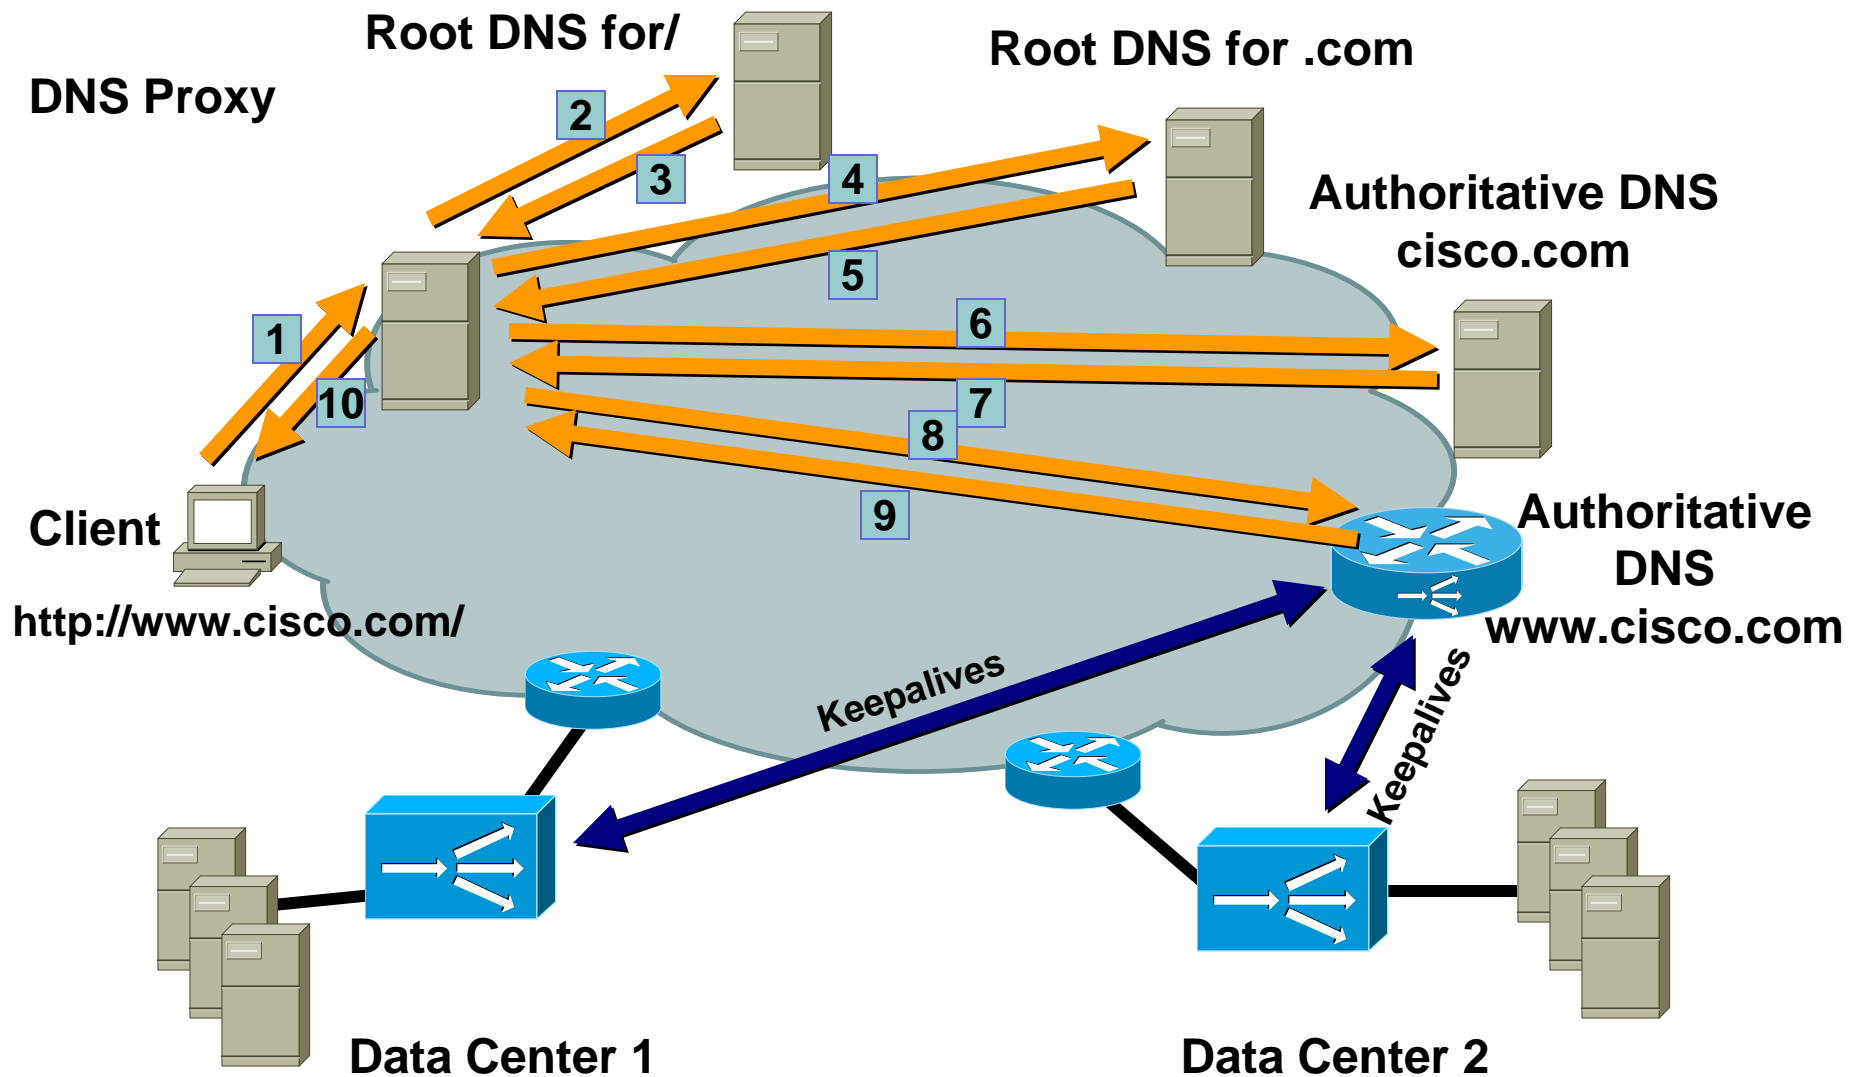 Root DNS for/
Root DNS for .com
DNS Proxy
2
3
4
Authoritative DNS
cisco.com
5
1
6
10
7
8
9
Client
Authoritative
DNS
www.cisco.com
http://www.cisco.com/
Keepalives
Keepalives
Data Center 1
Data Center 2